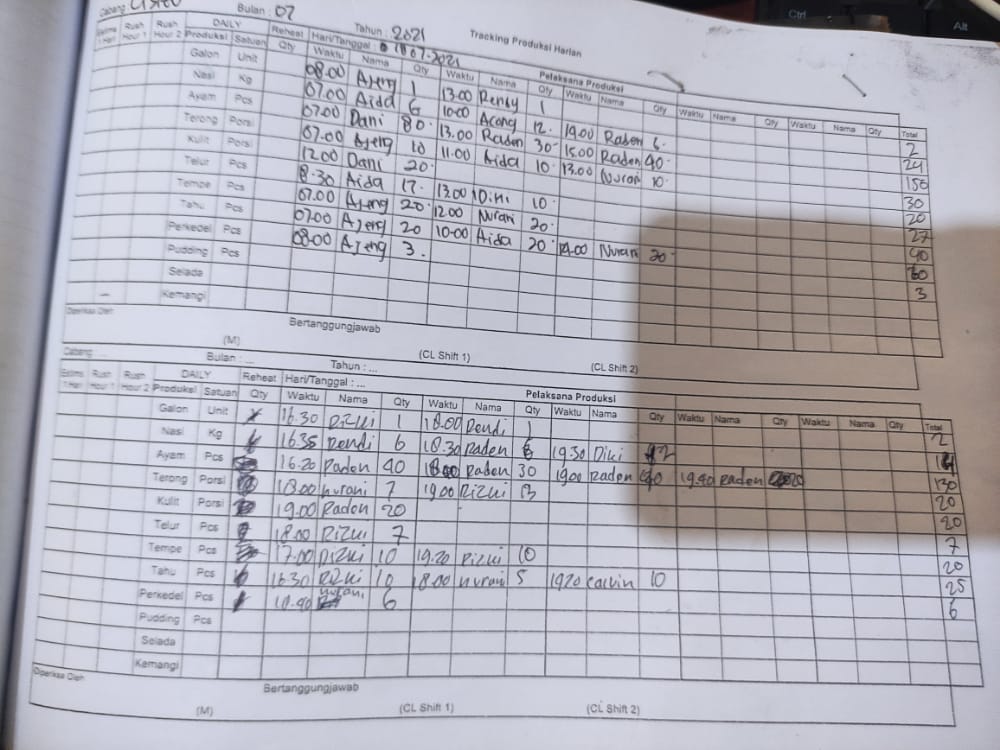 Ctrl
Alt
Cabang Cisitu Bulan : 07 Tahun : 2021 Tracking Produksi Harian
Estima 1 Hari Rush Hour 1 Rush Hour 2 DAILY Reheat Hari/Tanggal : 07-2021 Pelaksana Produksi
Produksi Satuan Qty Waktu Nama Qty Waktu Nama Qty Waktu Nama Qty Waktu Nama Qty Waktu Nama Qty Total
Galon Unit 08.00 Ajeng 1 13.00 Rendy 1 2
Nasi Kg 07.00 Aida 6 10.00 Acong 12. 19.00 Raden 6. 24
Ayam Pcs 07.00 Dani 80. 13.00 Raden 30. 15.00 Raden 40. 150
Terong Porsi 07.00 Ajeng 10 11.00 Aida 10. 13.00 Nurani 10. 30
Kulit Porsi 12.00 Dani 20. 20
Telur Pcs 8.30 Aida 17. 13.00 Dini 10. 27
Tempe Pcs 07.00 Ajeng 20. 12.00 Nurani 20. 40
Tahu Pcs 07.00 Ajeng 20 10.00 Aida 20. 14.00 Nurani 20. 60
Perkedel Pcs 08.00 Ajeng 3. 3
Pudding Pcs
Selada
Kemangi
Diperiksa Oleh Bertanggungjawab
(M) (CL Shift 1) (CL Shift 2)
Cabang ... Bulan : ... Tahun : ...
Estima 1 Hari Rush Hour 1 Rush Hour 2 DAILY Reheat Hari/Tanggal : ... Pelaksana Produksi
Produksi Satuan Qty Waktu Nama Qty Waktu Nama Qty Waktu Nama Qty Waktu Nama Qty Waktu Nama Qty Total
Galon Unit 16.30 Rizki 1 18.00 Rendi 1 2
Nasi Kg 16.35 Rendi 6 18.30 Raden 6 19.30 Diki
Ayam Pcs 16.20 Raden 40 18.00 Raden 30 19.00 Raden 40 19.40 Raden 20 130
Terong Porsi 18.00 Nurani 7 19.00 Rizki 13 20
Kulit Porsi 19.00 Raden 20 20
Telur Pcs 18.00 Rizki 7 7
Tempe Pcs 17.00 Rizki 10 19.20 Rizki 10 20
Tahu Pcs 16.30 Rizki 10 18.00 Nurani 5 19.20 Calvin 10 25
Perkedel Pcs 18.40 Nurani 6 6
Pudding Pcs
Selada
Kemangi
Diperiksa Oleh Bertanggungjawab
(M) (CL Shift 1) (CL Shift 2)